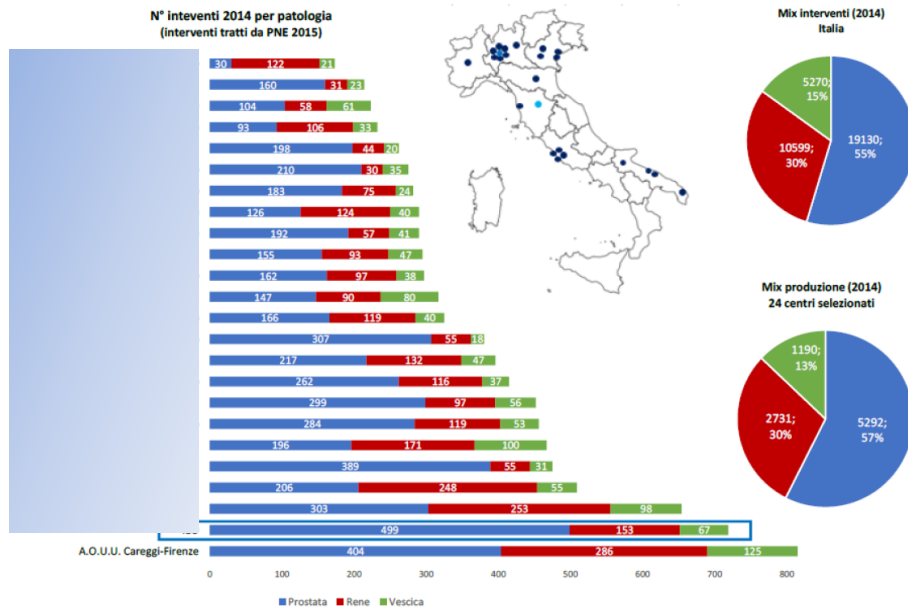 N° inteventi 2014 per patologia
(interventi tratti da PNE 2015)
30 122 21
160 31 23
104 58 61
93 106 33
198 44 20
210 30 35
183 75 24
126 124 40
192 57 41
155 93 47
162 97 38
147 90 80
166 119 40
307 55 18
217 132 47
262 116 37
299 97 56
284 119 53
196 171 100
389 55 31
206 248 55
303 253 98
499 153 67
A.O.U.U. Careggi-Firenze 404 286 125
0 100 200 300 400 500 600 700 800
Prostata Rene Vescica
Mix interventi (2014)
Italia
5270;
15%
19130;
55%
10599;
30%
Mix produzione (2014)
24 centri selezionati
1190;
13%
5292;
57%
2731;
30%